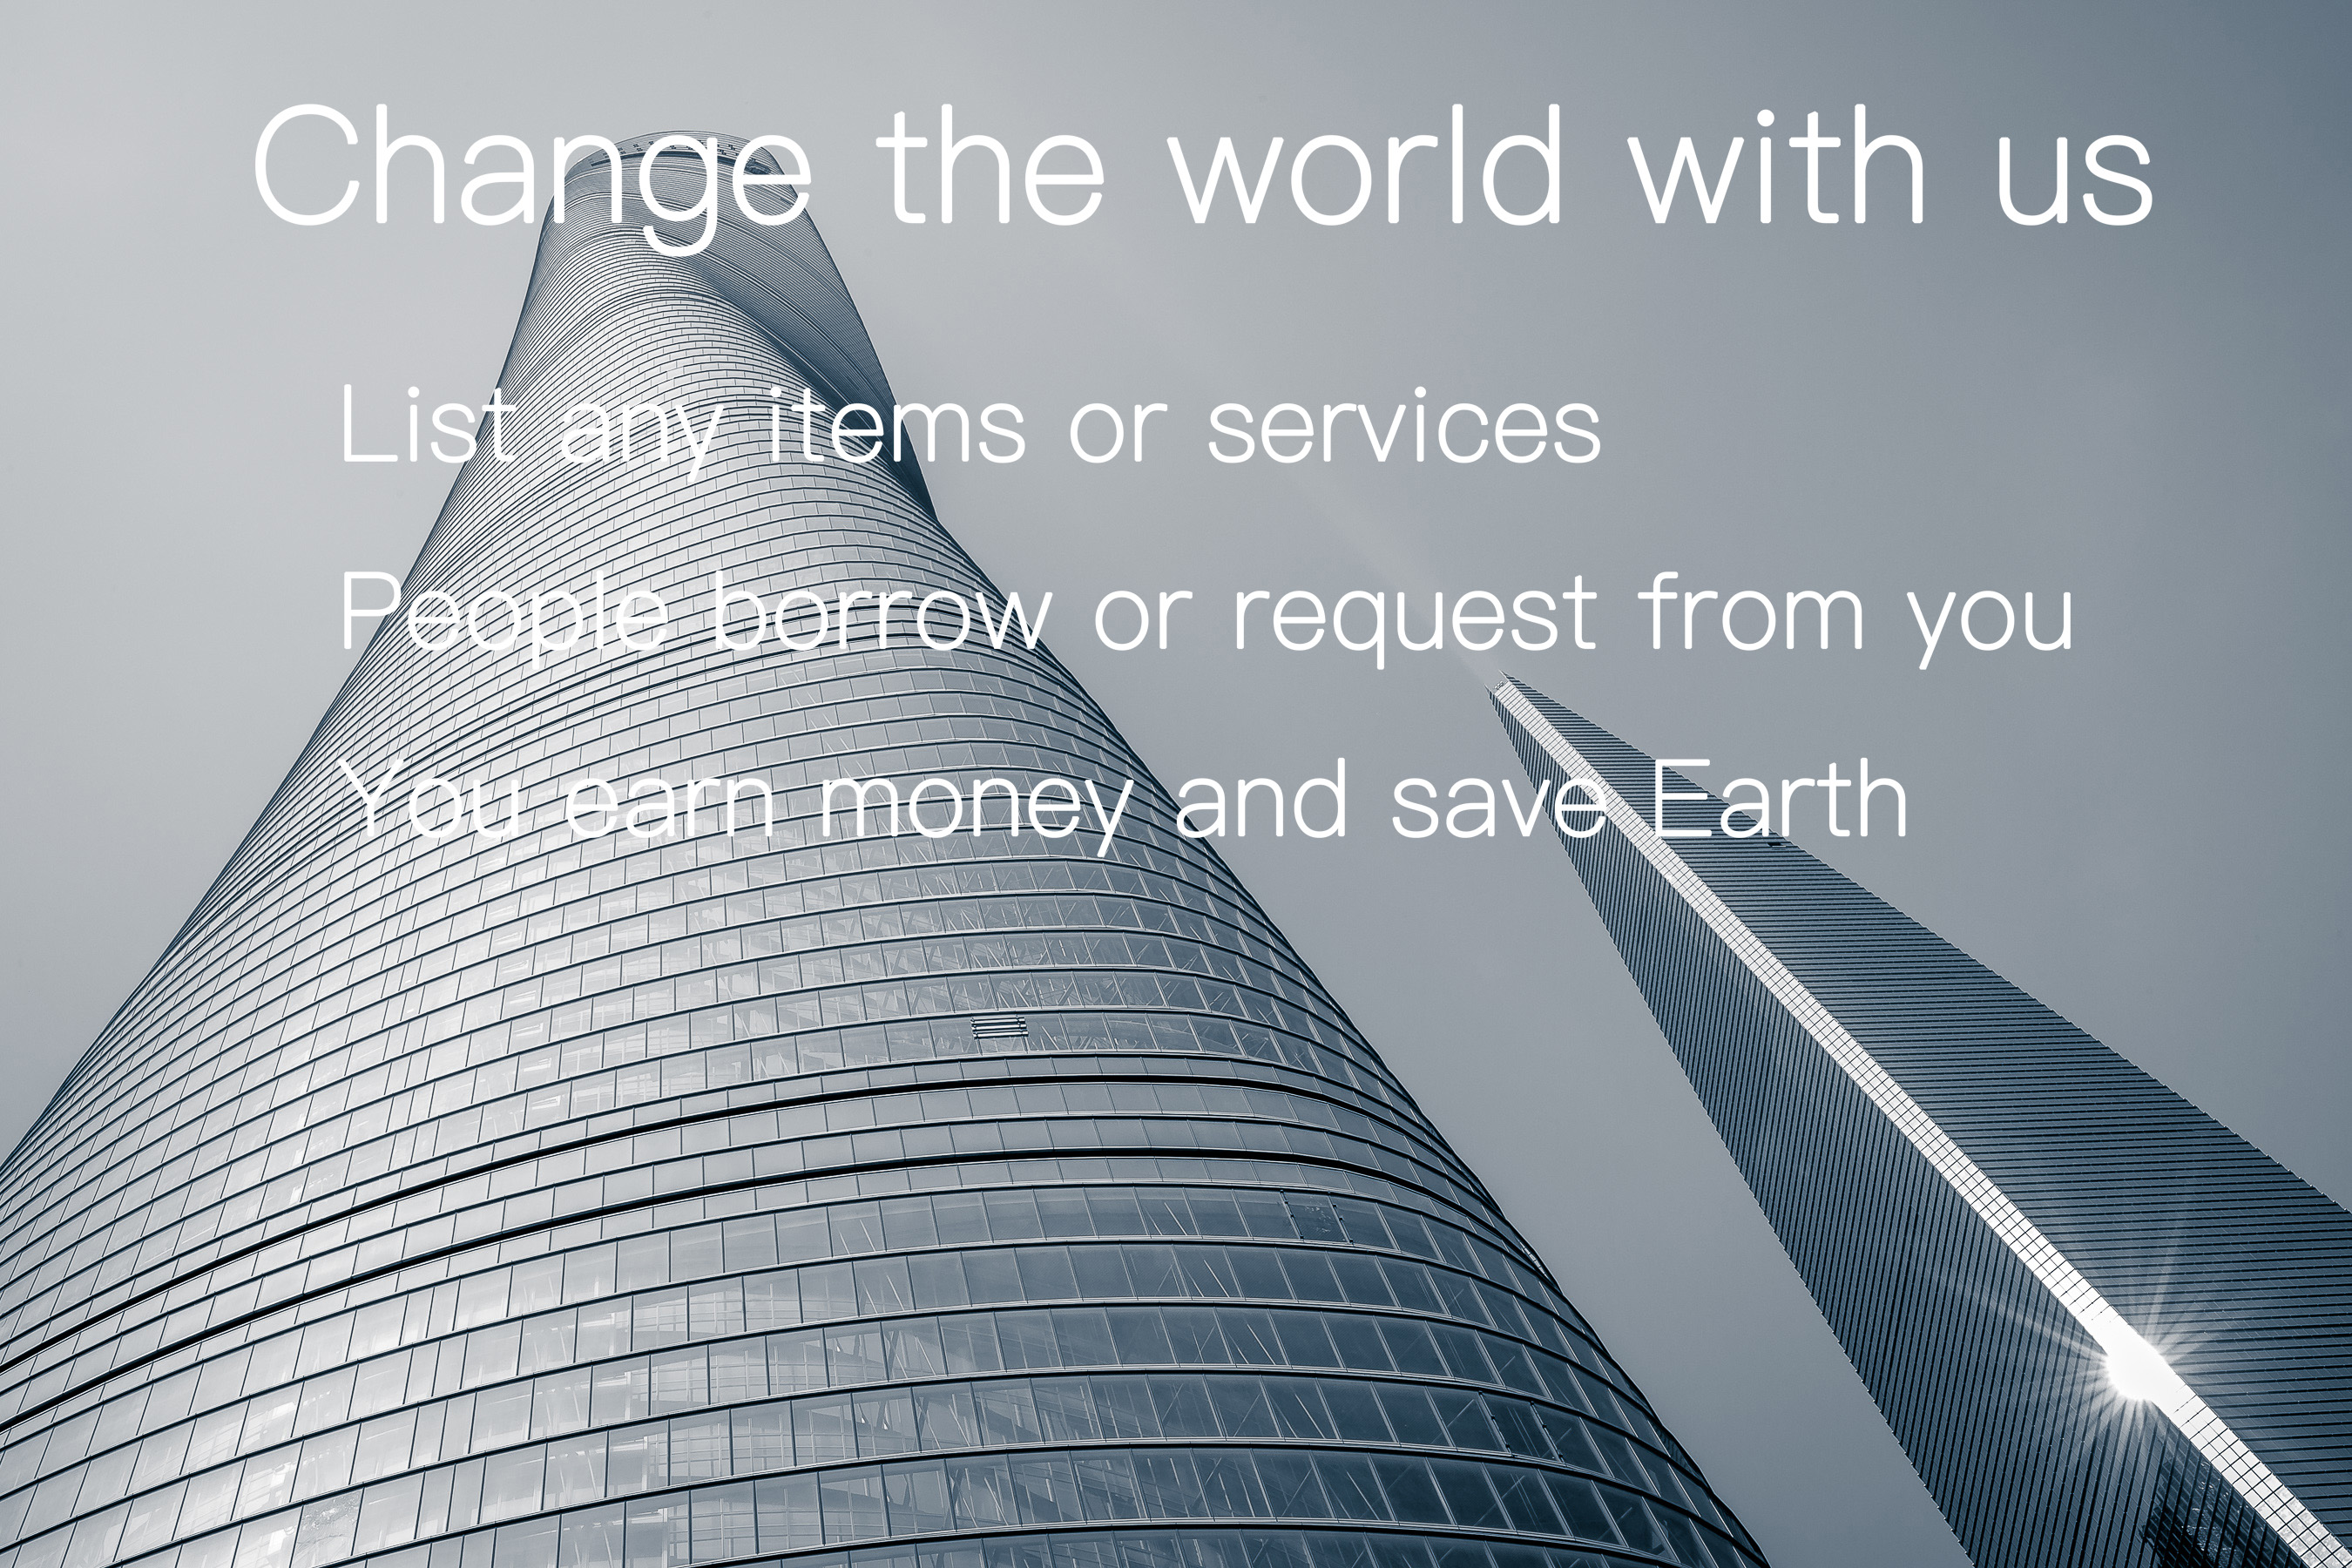 Change the world with us
List any items or services
People borrow or request from you
You earn money and save Earth